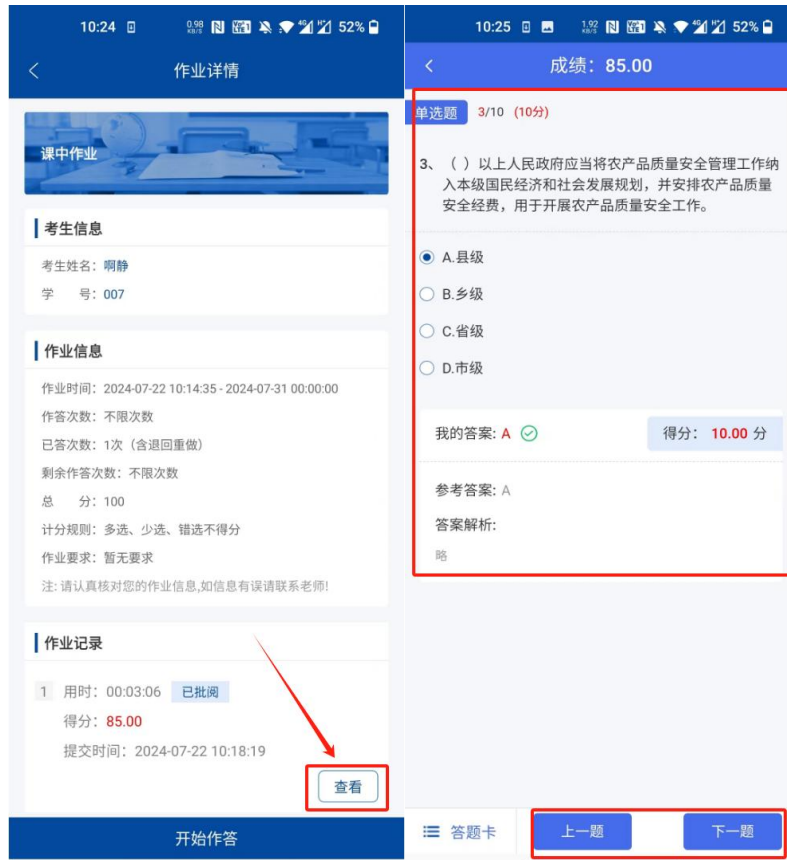 10:24 0.98 KB/S 52%
作业详情
课中作业
考生信息
考生姓名：啊静
学 号：007
作业信息
作业时间：2024-07-22 10:14:35 - 2024-07-31 00:00:00
作答次数：不限次数
已答次数：1次（含退回重做）
剩余作答次数：不限次数
总 分：100
计分规则：多选、少选、错选不得分
作业要求：暂无要求
注: 请认真核对您的作业信息,如信息有误请联系老师!
作业记录
1 用时：00:03:06 已批阅
得分：85.00
提交时间：2024-07-22 10:18:19
查看
开始作答
10:25 1.92 KB/S 52%
成绩：85.00
单选题 3/10 (10分)
3、（ ）以上人民政府应当将农产品质量安全管理工作纳
入本级国民经济和社会发展规划，并安排农产品质量
安全经费，用于开展农产品质量安全工作。
A.县级
B.乡级
C.省级
D.市级
我的答案: A 得分： 10.00 分
参考答案: A
答案解析:
略
答题卡 上一题 下一题